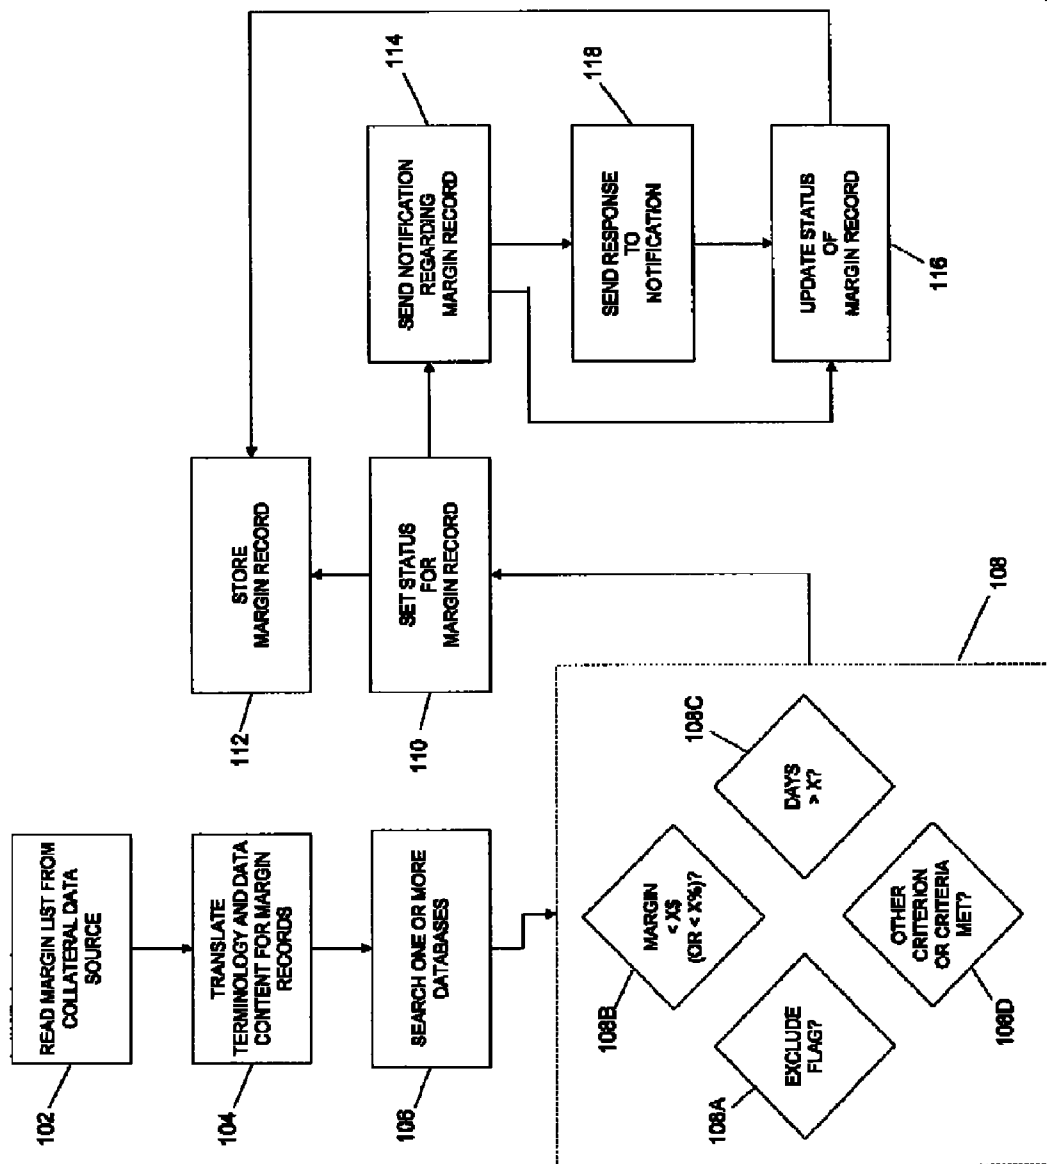 102
READ MARGIN LIST FROM
COLLATERAL DATA
SOURCE
104
TRANSLATE
TERMINOLOGY AND DATA
CONTENT FOR MARGIN
RECORDS
106
SEARCH ONE OR MORE
DATABASES
108
108A
EXCLUDE
FLAG?
108B
MARGIN
< X$
(OR < X%)?
108C
DAYS
> X?
108D
OTHER
CRITERION
OR CRITERIA
MET?
110
SET STATUS
FOR
MARGIN RECORD
112
STORE
MARGIN RECORD
114
SEND NOTIFICATION
REGARDING
MARGIN RECORD
118
SEND RESPONSE
TO
NOTIFICATION
116
UPDATE STATUS
OF
MARGIN RECORD